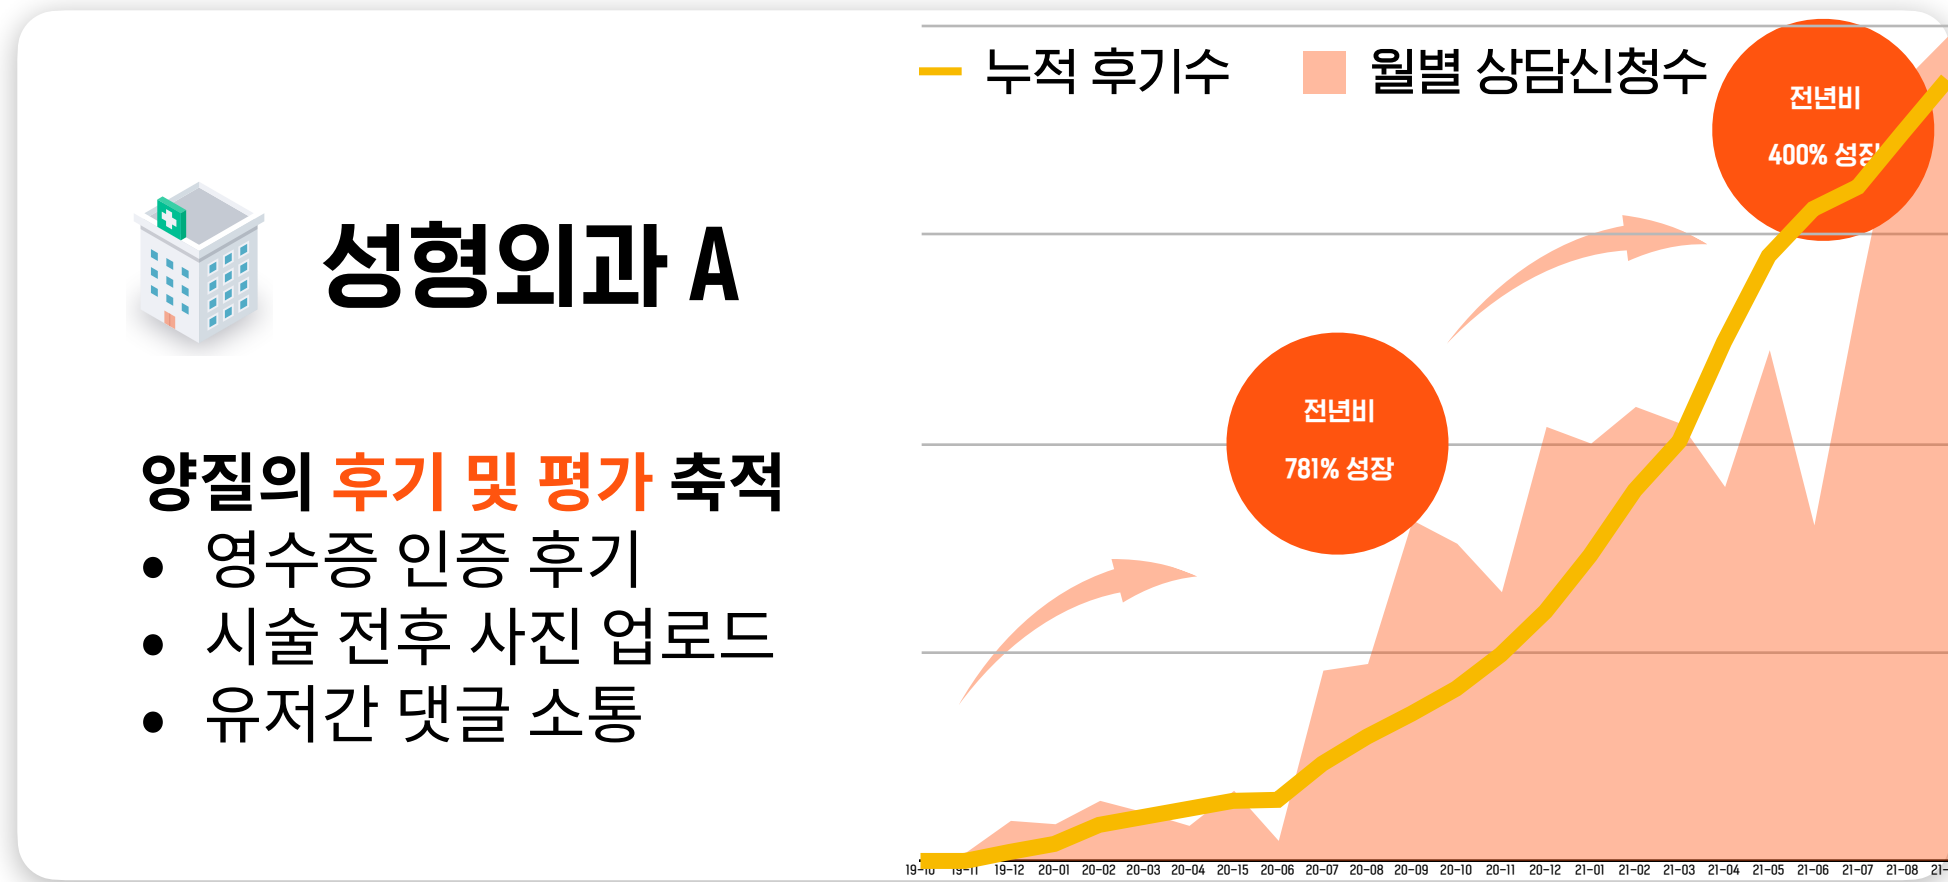 누적 후기수
월별 상담신청수
전년비
400% 성장
성형외과 A
전년비
781% 성장
양질의 후기 및 평가 축적
• 영수증 인증 후기
• 시술 전후 사진 업로드
• 유저간 댓글 소통
19-10 19-11 19-12 20-01 20-02 20-03 20-04 20-15 20-06 20-07 20-08 20-09 20-10 20-11 20-12 21-01 21-02 21-03 21-04 21-05 21-06 21-07 21-08